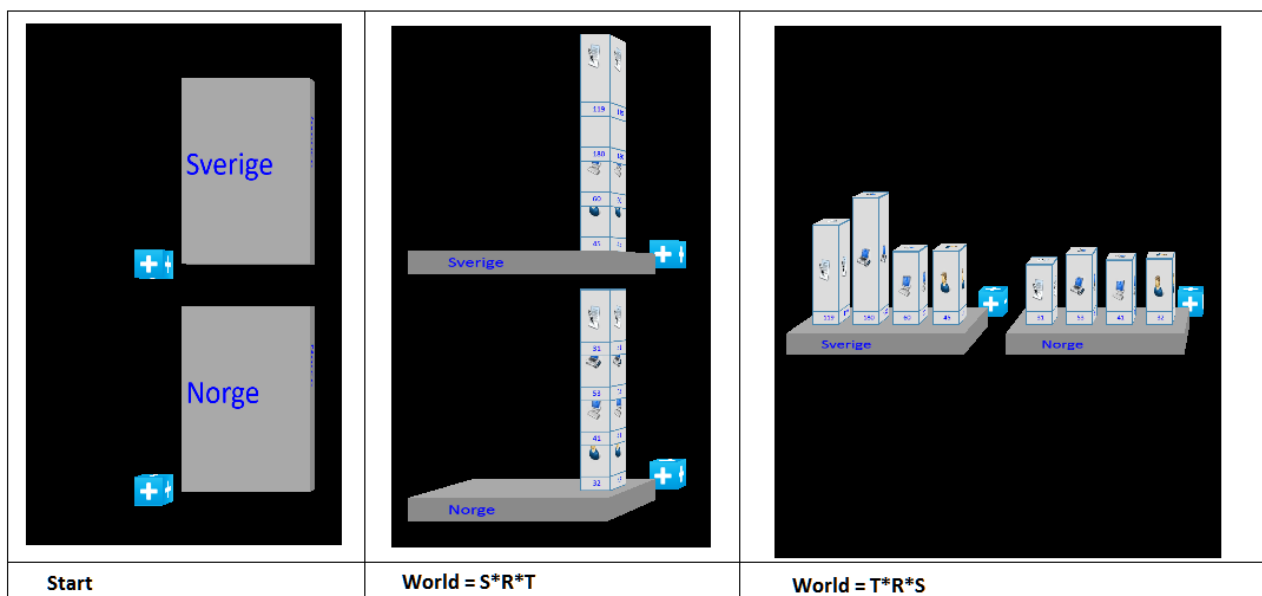 Sverige
Norge
119
180
60
45
Sverige
31
53
41
32
Norge
119
180
60
45
Sverige
31
53
41
32
Norge
Start
World = S*R*T
World = T*R*S